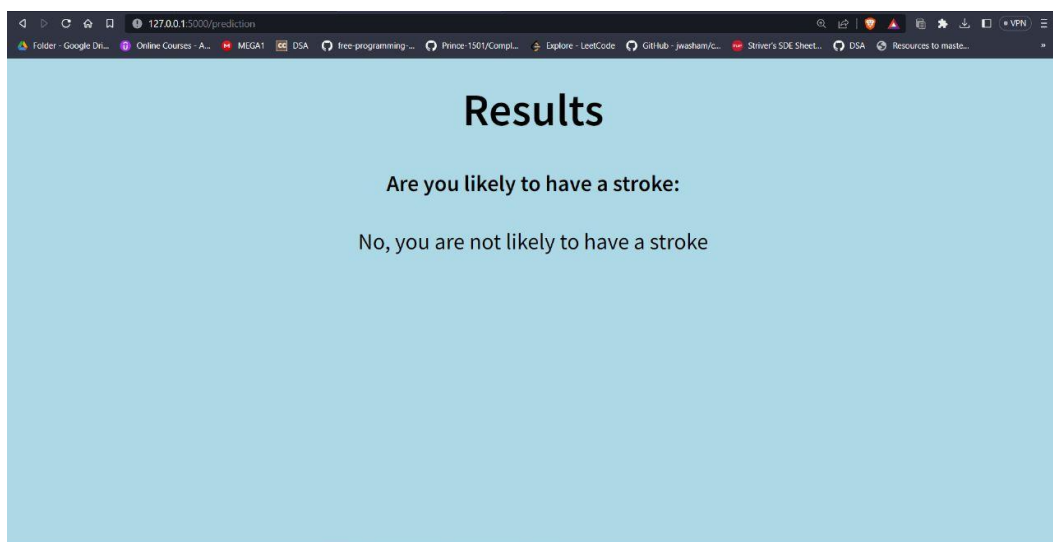 127.0.0.1:5000/prediction
VPN
Folder - Google Dri... Online Courses - A... MEGA1 DSA free-programming-... Prince-1501/Compl... Explore - LeetCode GitHub - jwasham/c... Striver's SDE Sheet... DSA Resources to maste... »
Results
Are you likely to have a stroke:
No, you are not likely to have a stroke